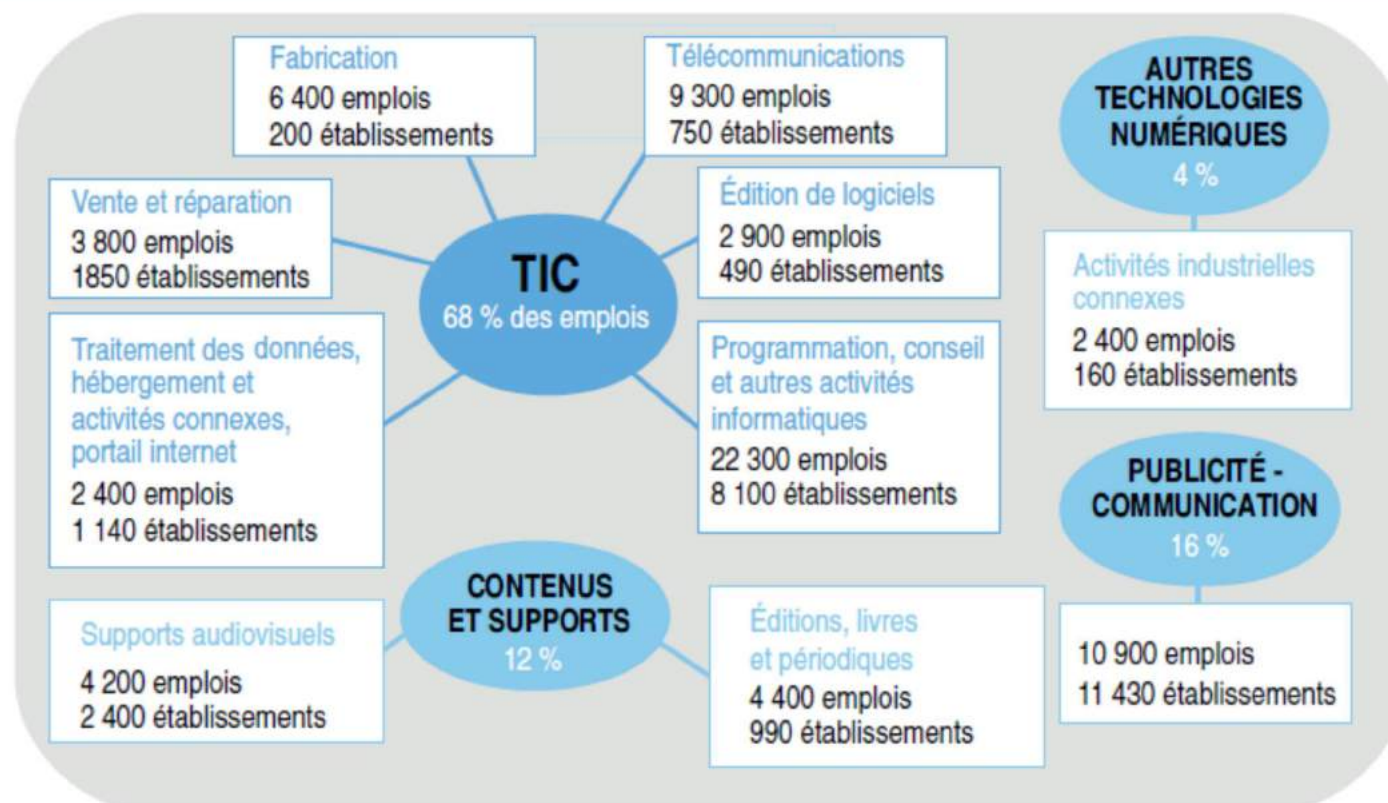 Fabrication
6 400 emplois
200 établissements
Télécommunications
9 300 emplois
750 établissements
AUTRES
TECHNOLOGIES
NUMÉRIQUES
4 %
Vente et réparation
3 800 emplois
1850 établissements
TIC
68 % des emplois
Édition de logiciels
2 900 emplois
490 établissements
Activités industrielles
connexes
2 400 emplois
160 établissements
Traitement des données,
hébergement et
activités connexes,
portail internet
2 400 emplois
1 140 établissements
Programmation, conseil
et autres activités
informatiques
22 300 emplois
8 100 établissements
PUBLICITÉ -
COMMUNICATION
16 %
10 900 emplois
11 430 établissements
CONTENUS
ET SUPPORTS
12 %
Supports audiovisuels
4 200 emplois
2 400 établissements
Éditions, livres
et périodiques
4 400 emplois
990 établissements